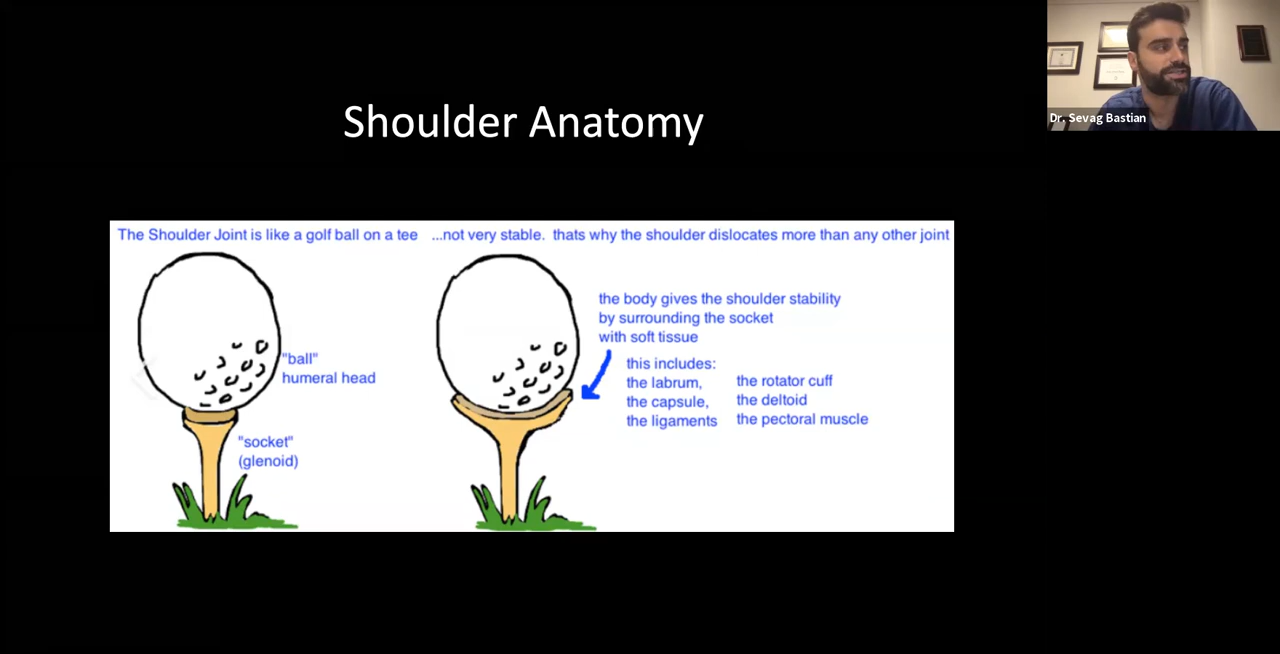 Dr. Sevag Bastian
Shoulder Anatomy
The Shoulder Joint is like a golf ball on a tee ...not very stable. thats why the shoulder dislocates more than any other joint
"ball"
humeral head
"socket"
(glenoid)
the body gives the shoulder stability
by surrounding the socket
with soft tissue
this includes:
the labrum,
the capsule,
the ligaments
the rotator cuff
the deltoid
the pectoral muscle